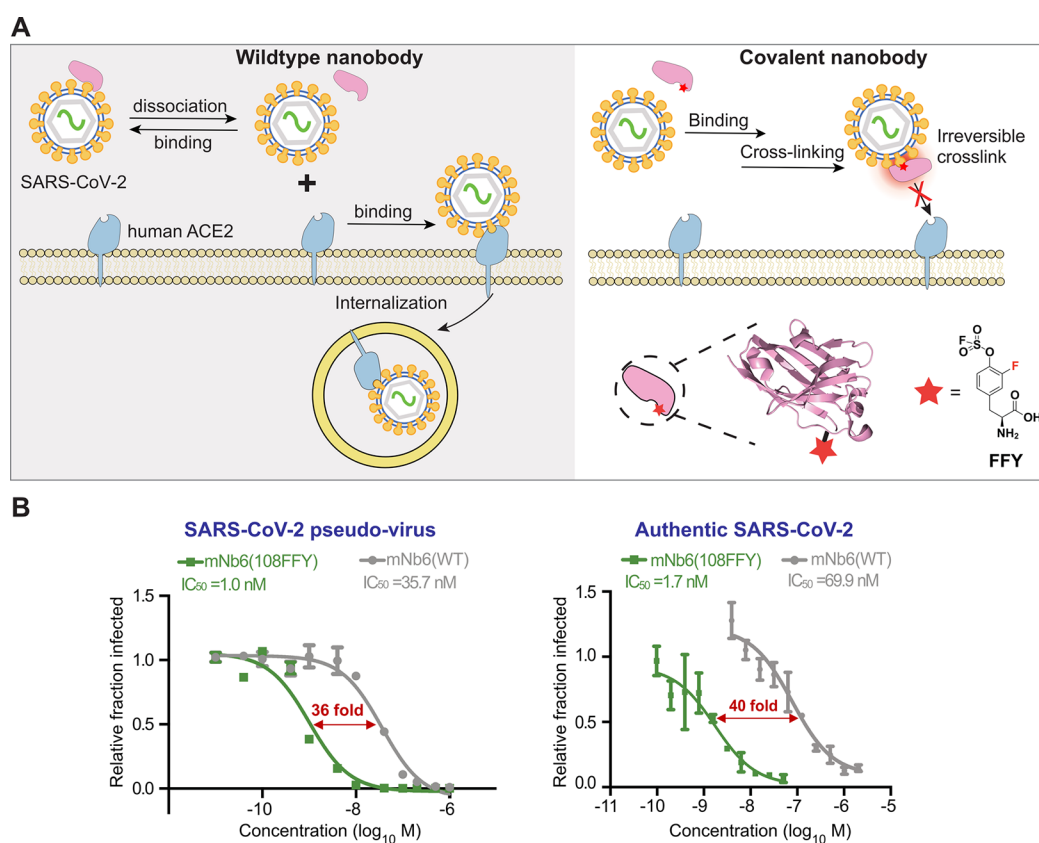 A
Wildtype nanobody
Covalent nanobody
dissociation
binding
SARS-CoV-2
+
human ACE2
binding
Internalization
Binding
Cross-linking
Irreversible
crosslink
=
O
F S O
O
F
O
OH
NH2
FFY
B
SARS-CoV-2 pseudo-virus
mNb6(108FFY)
IC50 =1.0 nM
mNb6(WT)
IC50 =35.7 nM
Relative fraction infected
1.5
1.0
0.5
0.0
36 fold
-10
-8
-6
Concentration (log10 M)
Authentic SARS-CoV-2
mNb6(108FFY)
IC50 =1.7 nM
mNb6(WT)
IC50 =69.9 nM
Relative fraction infected
1.5
1.0
0.5
0.0
40 fold
-11
-10
-9
-8
-7
-6
-5
Concentration (log10 M)